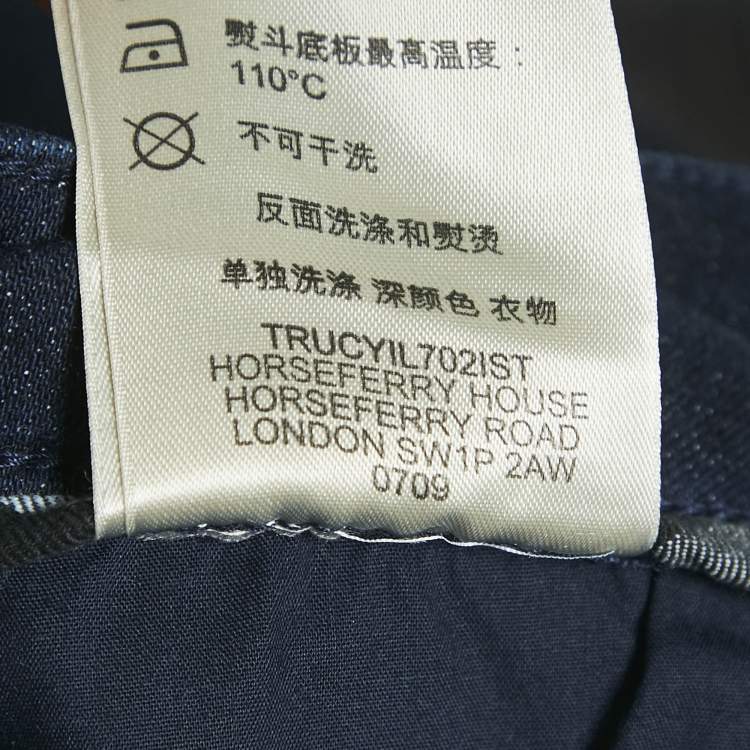 熨斗底板最高温度：
110°C
不可干洗
反面洗涤和熨烫
单独洗涤 深颜色 衣物
TRUCYIL702IST
HORSEFERRY HOUSE
HORSEFERRY ROAD
LONDON SW1P 2AW
0709